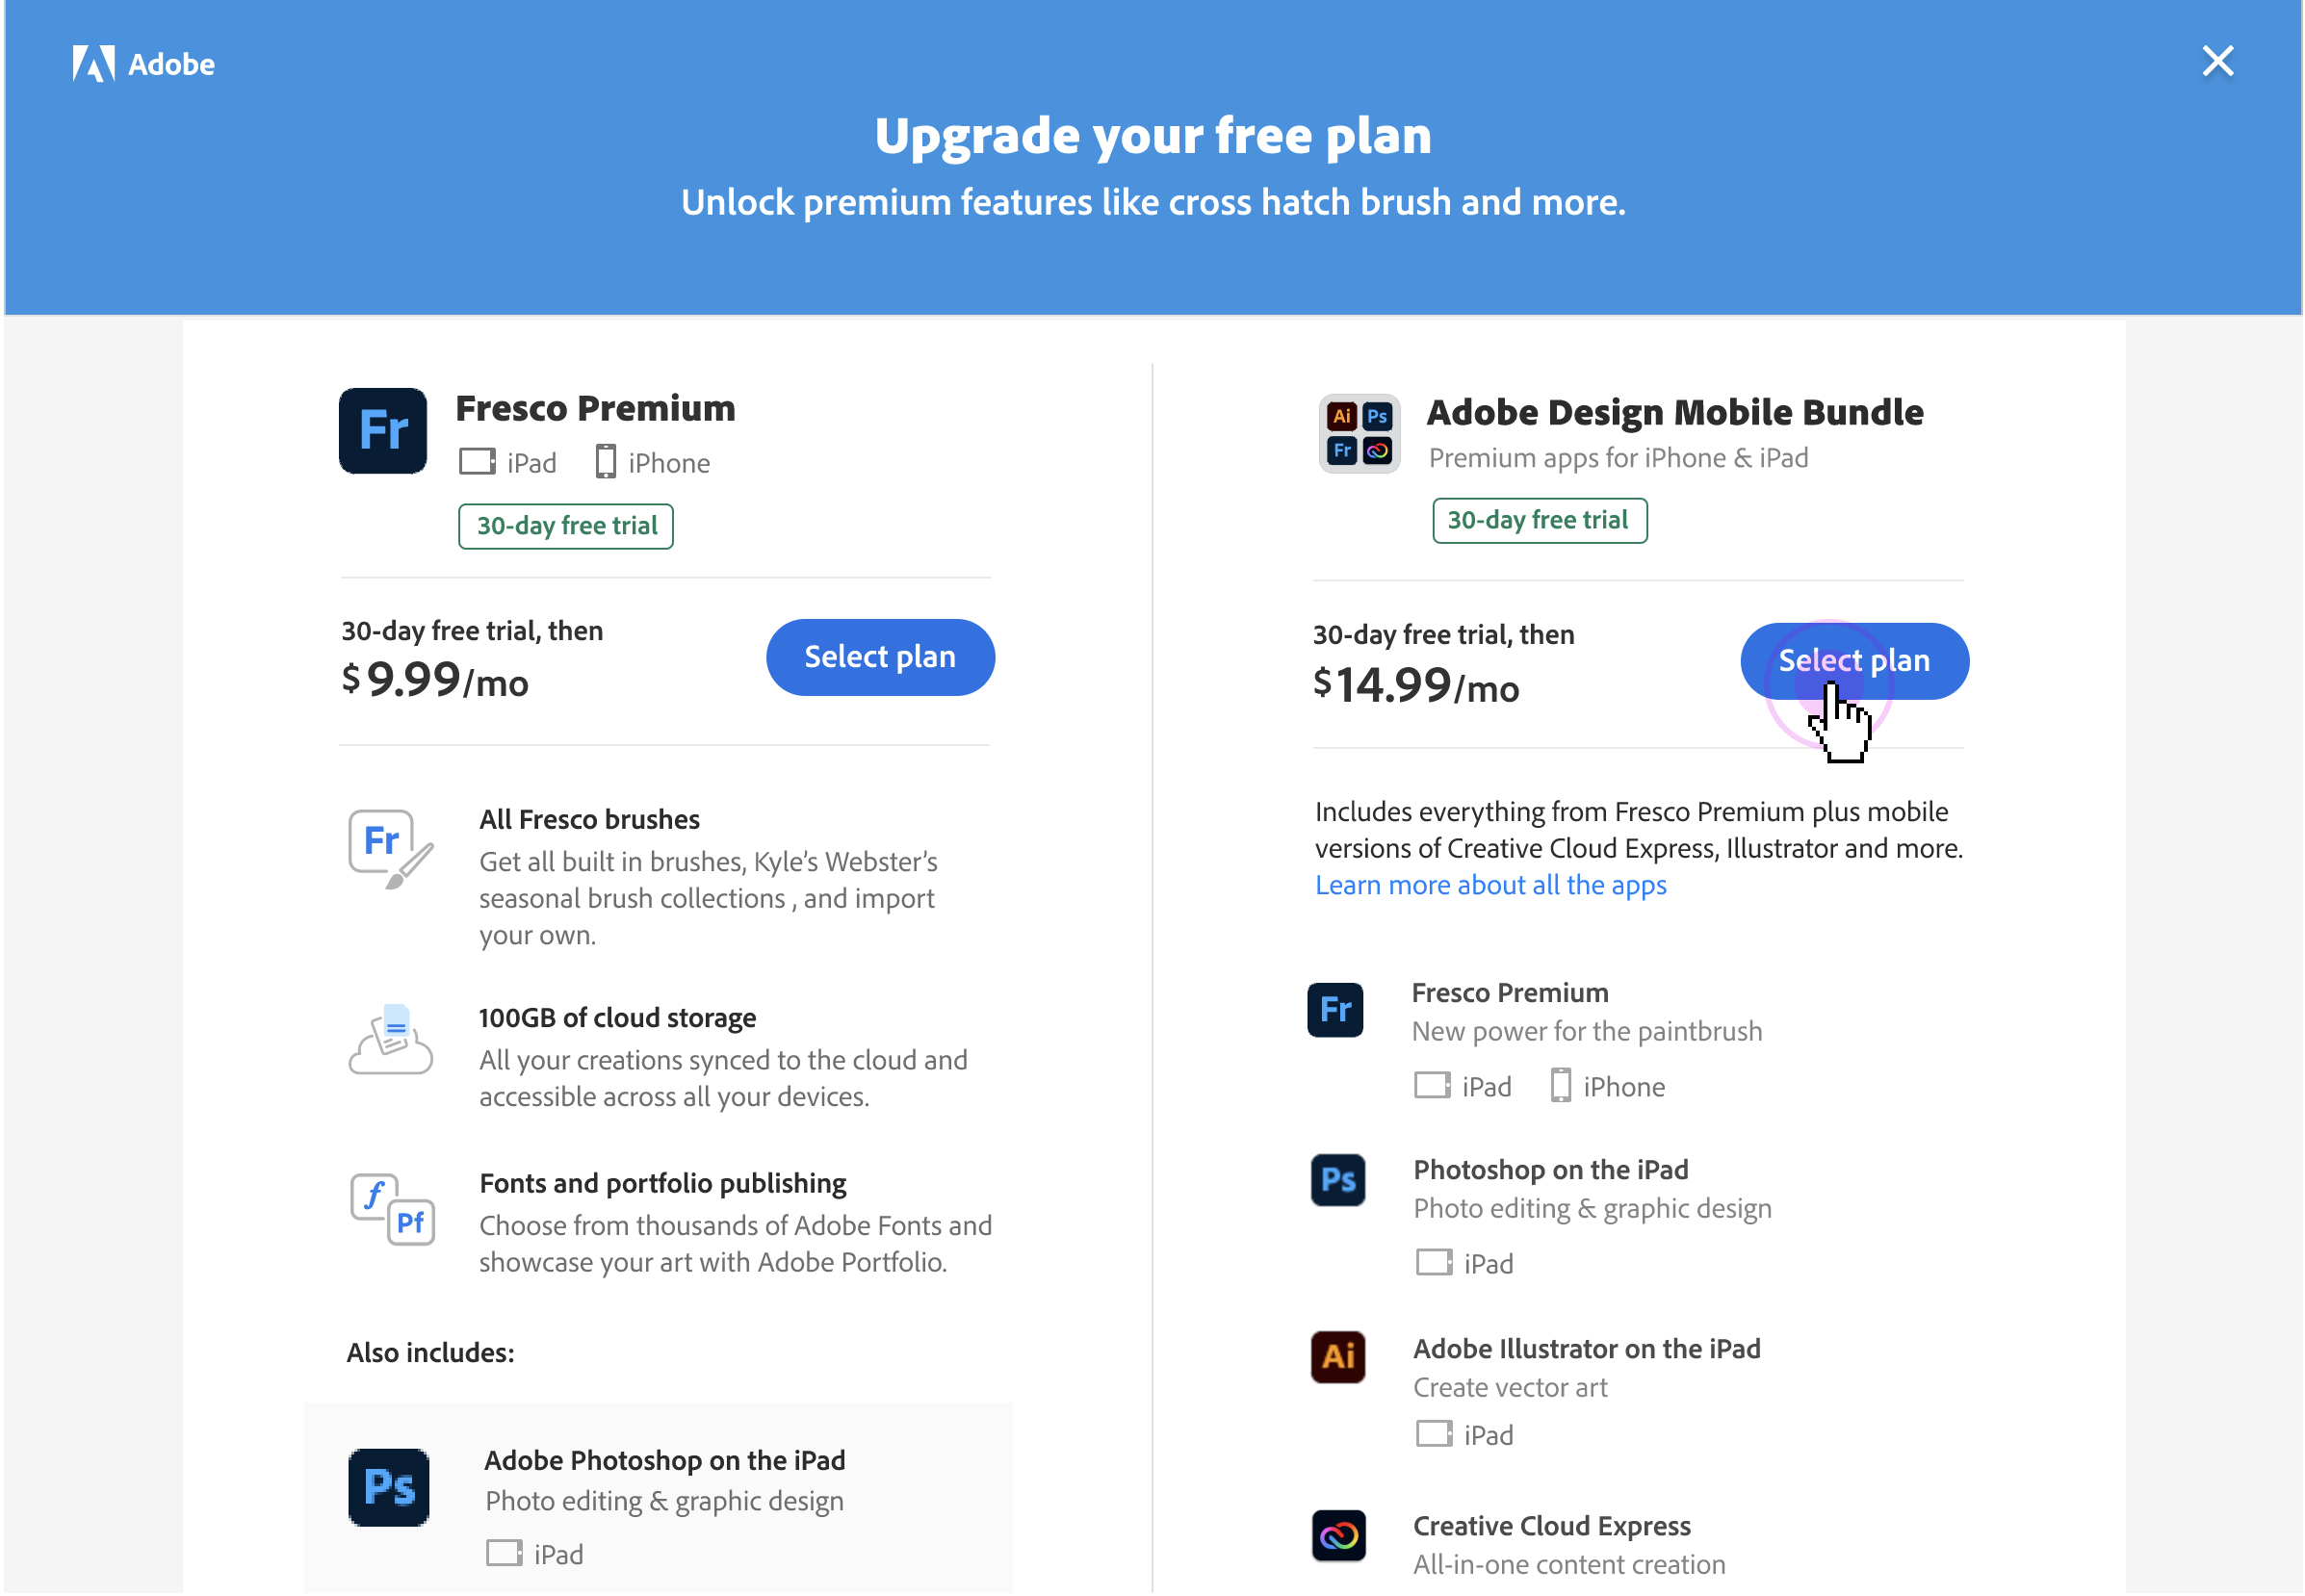 Adobe
Upgrade your free plan
Unlock premium features like cross hatch brush and more.
Fr
Fresco Premium
iPad iPhone
30-day free trial
30-day free trial, then
$9.99/mo
Select plan
Fr
All Fresco brushes
Get all built in brushes, Kyle’s Webster’s
seasonal brush collections , and import
your own.
100GB of cloud storage
All your creations synced to the cloud and
accessible across all your devices.
f
Pf
Fonts and portfolio publishing
Choose from thousands of Adobe Fonts and
showcase your art with Adobe Portfolio.
Also includes:
Ps
Adobe Photoshop on the iPad
Photo editing & graphic design
iPad
Ai Ps
Fr
Adobe Design Mobile Bundle
Premium apps for iPhone & iPad
30-day free trial
30-day free trial, then
$14.99/mo
Select plan
Includes everything from Fresco Premium plus mobile
versions of Creative Cloud Express, Illustrator and more.
Learn more about all the apps
Fr
Fresco Premium
New power for the paintbrush
iPad iPhone
Ps
Photoshop on the iPad
Photo editing & graphic design
iPad
Ai
Adobe Illustrator on the iPad
Create vector art
iPad
Creative Cloud Express
All-in-one content creation